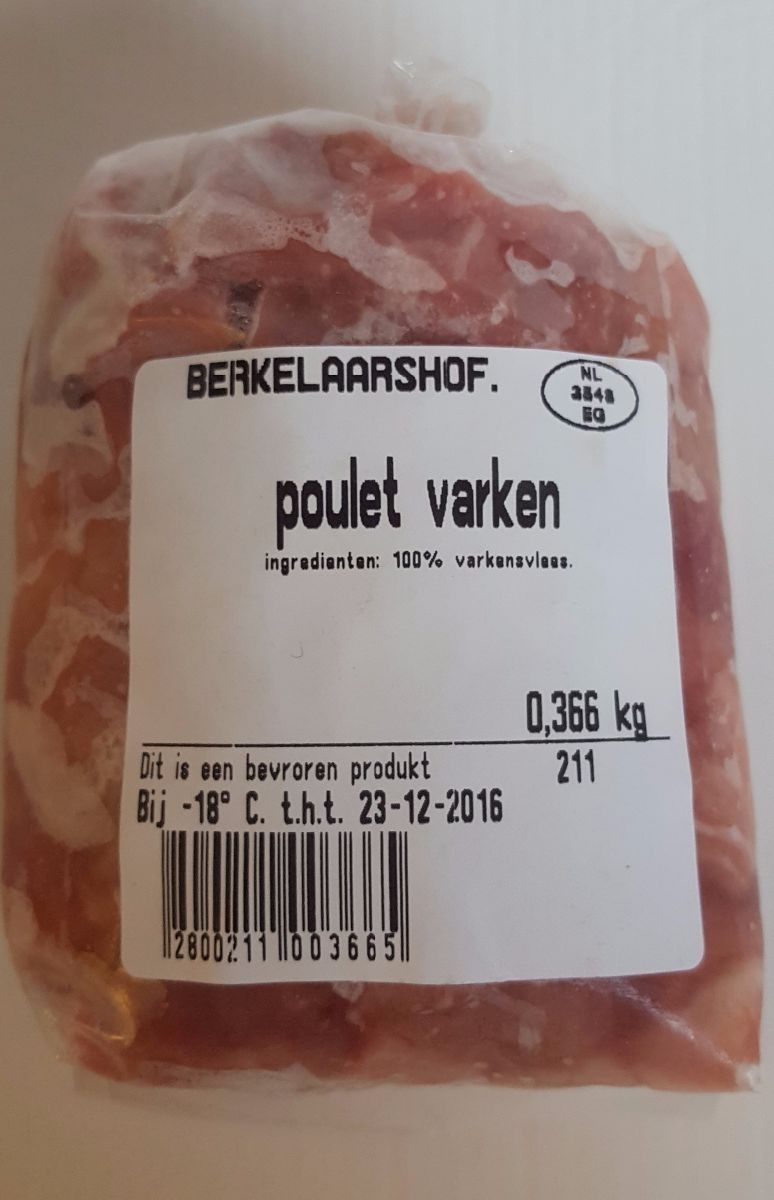 BERKELAARSHOF.
NL
EG
poulet varken
ingredienten: 100% varkensvlees.
0,366 kg
Dit is een bevroren produkt 211
Bij -18° C. t.h.t. 23-12-2016
2800211 003665